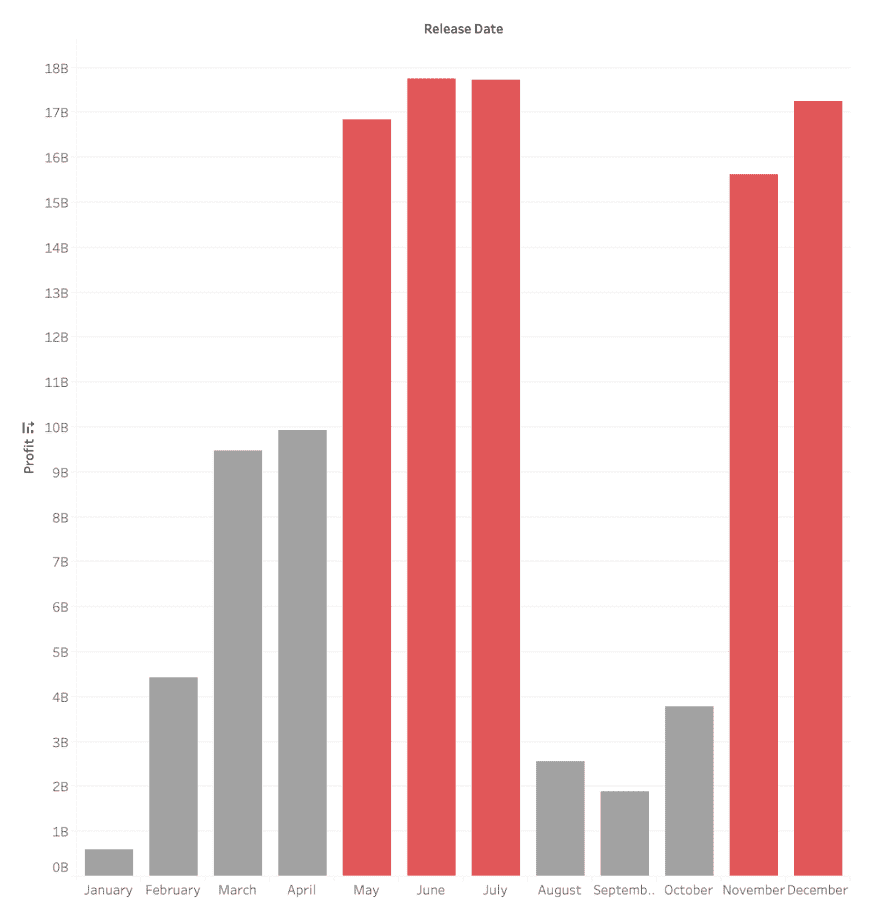 Release Date
18B
17B
16B
15B
14B
13B
12B
11B
10B
9B
8B
7B
6B
5B
4B
3B
2B
1B
0B
Profit
January February March April May June July August Septemb.. October November December